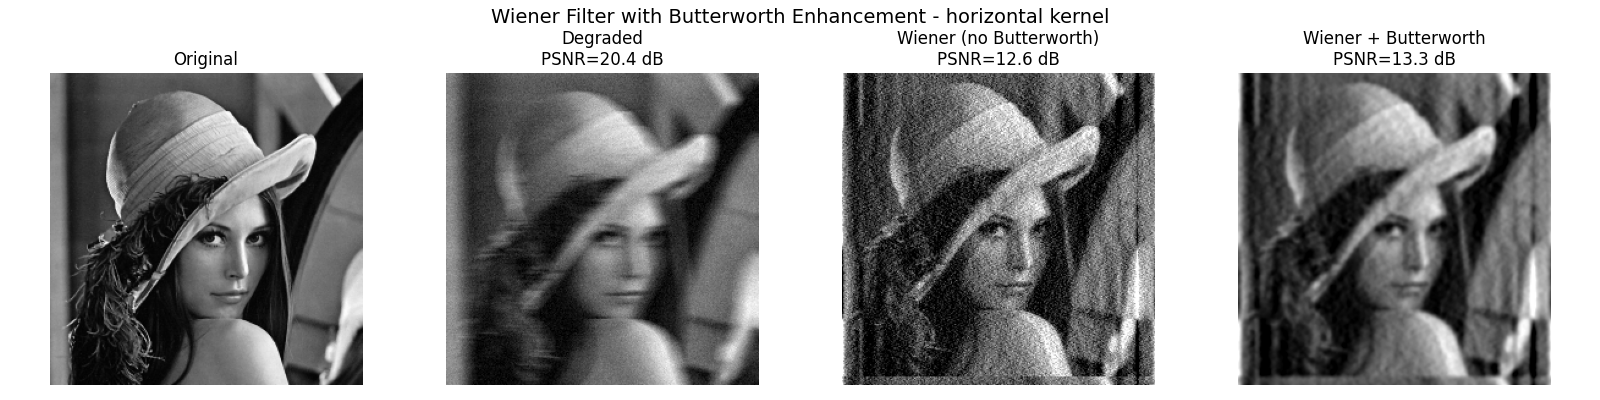 Wiener Filter with Butterworth Enhancement - horizontal kernel
Original
Degraded
PSNR=20.4 dB
Wiener (no Butterworth)
PSNR=12.6 dB
Wiener + Butterworth
PSNR=13.3 dB